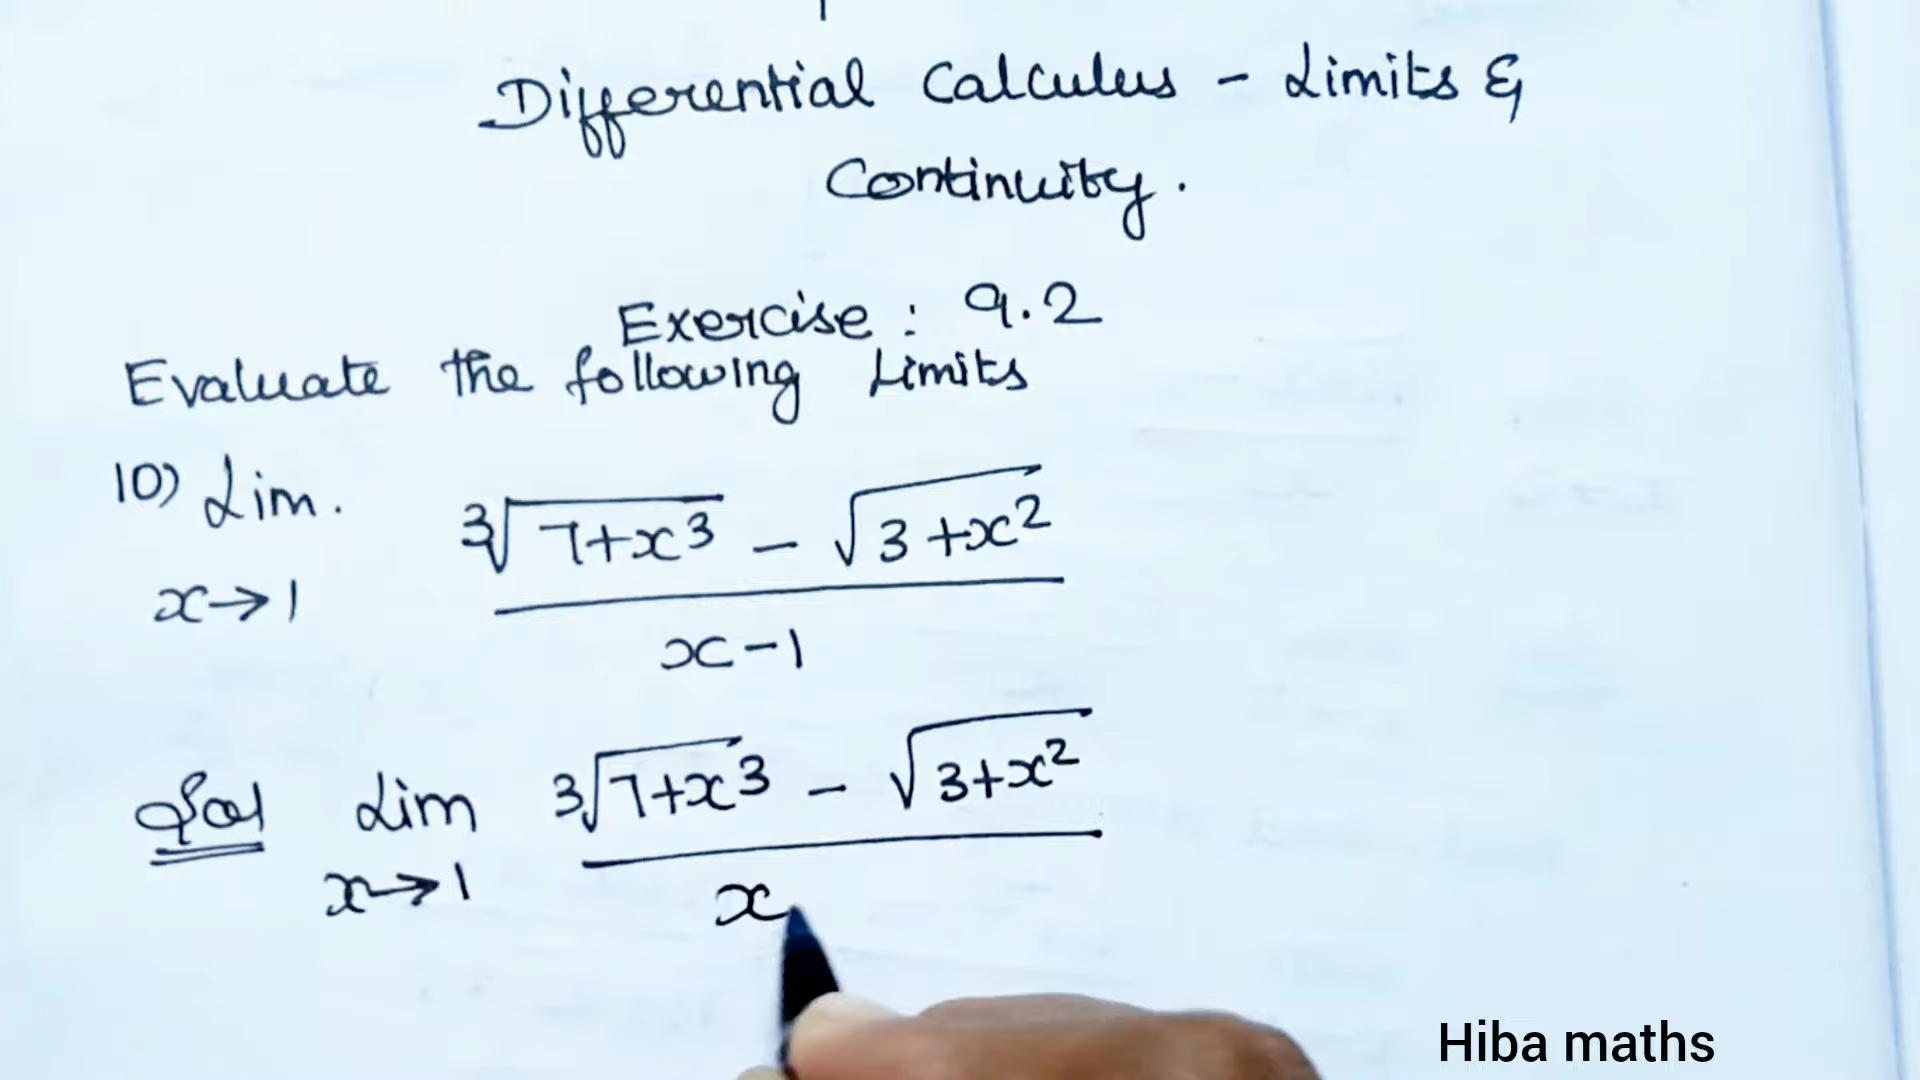 Differential Calculus - Limits &
Continuity.
Exercise: 9.2
Evaluate the following Limits
10) Lim. x→1 (∛(7+x³) - √(3+x²)) / (x-1)
Sol Lim x→1 (∛(7+x³) - √(3+x²)) / x
Hiba maths